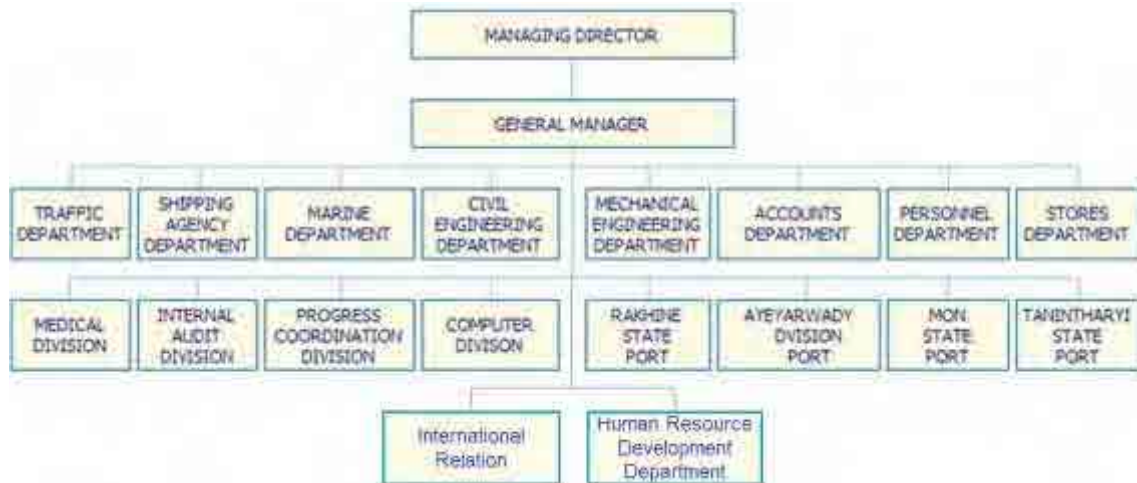 MANAGING DIRECTOR
GENERAL MANAGER
TRAFFIC
DEPARTMENT
SHIPPING
AGENCY
DEPARTMENT
MARINE
DEPARTMENT
CIVIL
ENGINEERING
DEPARTMENT
MECHANICAL
ENGINEERING
DEPARTMENT
ACCOUNTS
DEPARTMENT
PERSONNEL
DEPARTMENT
STORES
DEPARTMENT
MEDICAL
DIVISION
INTERNAL
AUDIT
DIVISION
PROGRESS
COORDINATION
DIVISION
COMPUTER
DIVISON
RAKHINE
STATE
PORT
AYEYARWADY
DVISION
PORT
MON
STATE
PORT
TANINTHARYI
STATE
PORT
International
Relation
Human Resource
Development
Department